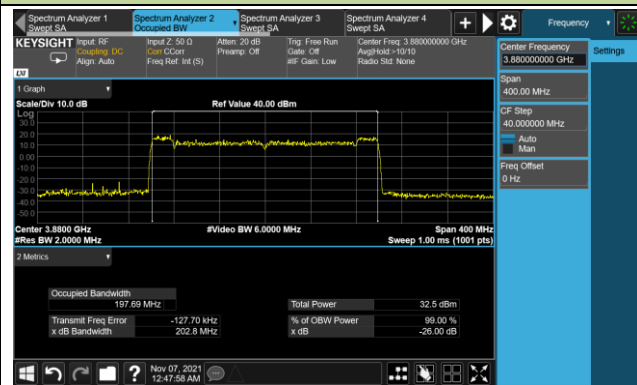 Spectrum Analyzer 1
Swept SA
Spectrum Analyzer 2
Occupied BW
Spectrum Analyzer 3
Swept SA
Spectrum Analyzer 4
Swept SA
Frequency
KEYSIGHT
Input: RF
Coupling: DC
Align: Auto
Input Z: 50 Ω
Corr CCorr
Freq Ref: Int (S)
Atten: 20 dB
Preamp: Off
Trig: Free Run
Gate: Off
#IF Gain: Low
Center Freq: 3.880000000 GHz
Avg|Hold:>10/10
Radio Std: None
LXI
Center Frequency
3.880000000 GHz
Settings
Span
400.00 MHz
CF Step
40.000000 MHz
Auto
Man
Freq Offset
0 Hz
1 Graph
Scale/Div 10.0 dB
Ref Value 40.00 dBm
Log
30.0
20.0
10.0
0.00
-10.0
-20.0
-30.0
-40.0
-50.0
Center 3.8800 GHz
#Video BW 6.0000 MHz
Span 400 MHz
#Res BW 2.0000 MHz
Sweep 1.00 ms (1001 pts)
2 Metrics
Occupied Bandwidth
197.69 MHz
Total Power 32.5 dBm
Transmit Freq Error -127.70 kHz
% of OBW Power 99.00 %
x dB Bandwidth 202.8 MHz
x dB -26.00 dB
?
Nov 07, 2021
12:47:58 AM